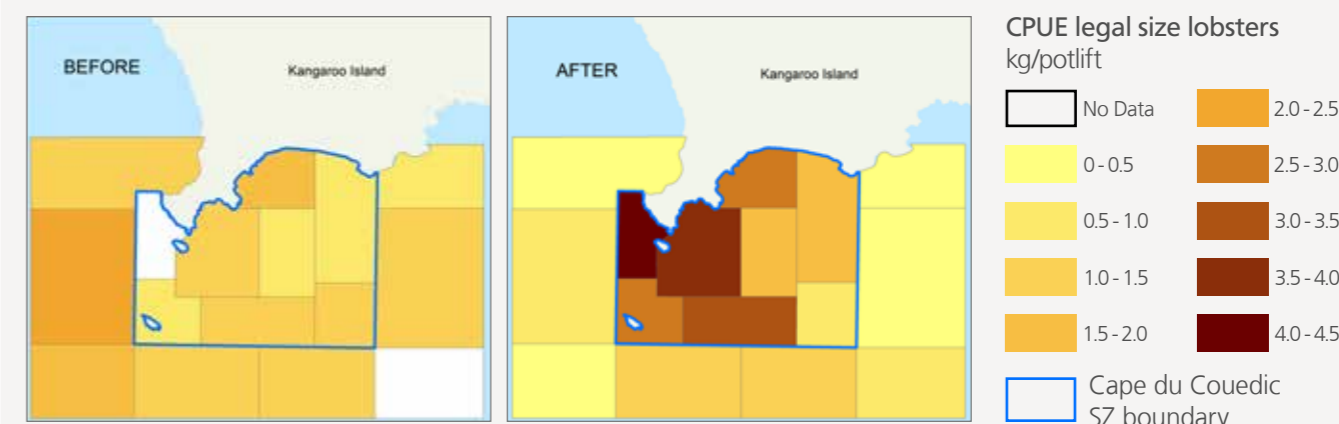 BEFORE
Kangaroo Island
AFTER
Kangaroo Island
CPUE legal size lobsters
kg/potlift
No Data
0 - 0.5
0.5 - 1.0
1.0 - 1.5
1.5 - 2.0
2.0 - 2.5
2.5 - 3.0
3.0 - 3.5
3.5 - 4.0
4.0 - 4.5
Cape du Couedic
SZ boundary